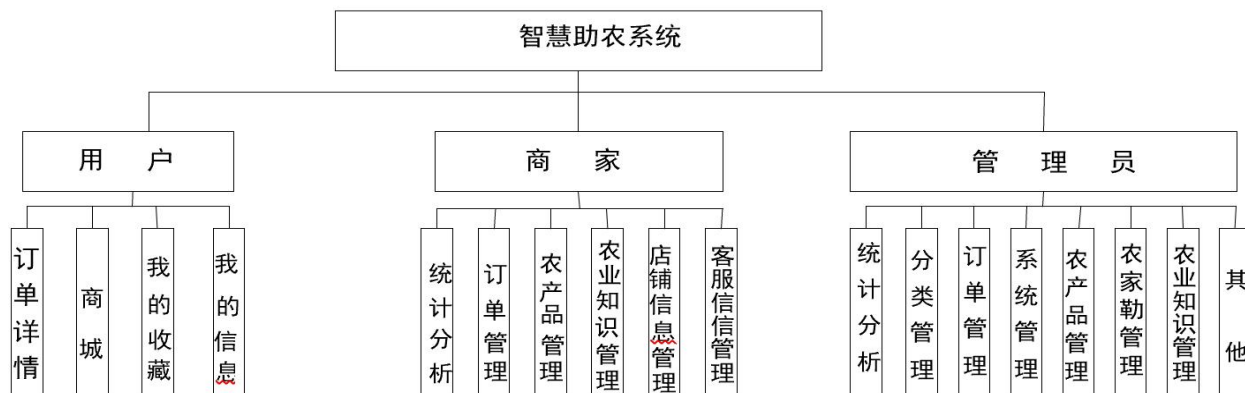 智慧助农系统
用 户
商 家
管 理 员
订单详情
商城
我的收藏
我的信息
统计分析
订单管理
农产品管理
农业知识管理
店铺信息管理
客服信信管理
统计分析
分类管理
订单管理
系统管理
农产品管理
农家勒管理
农业知识管理
其他